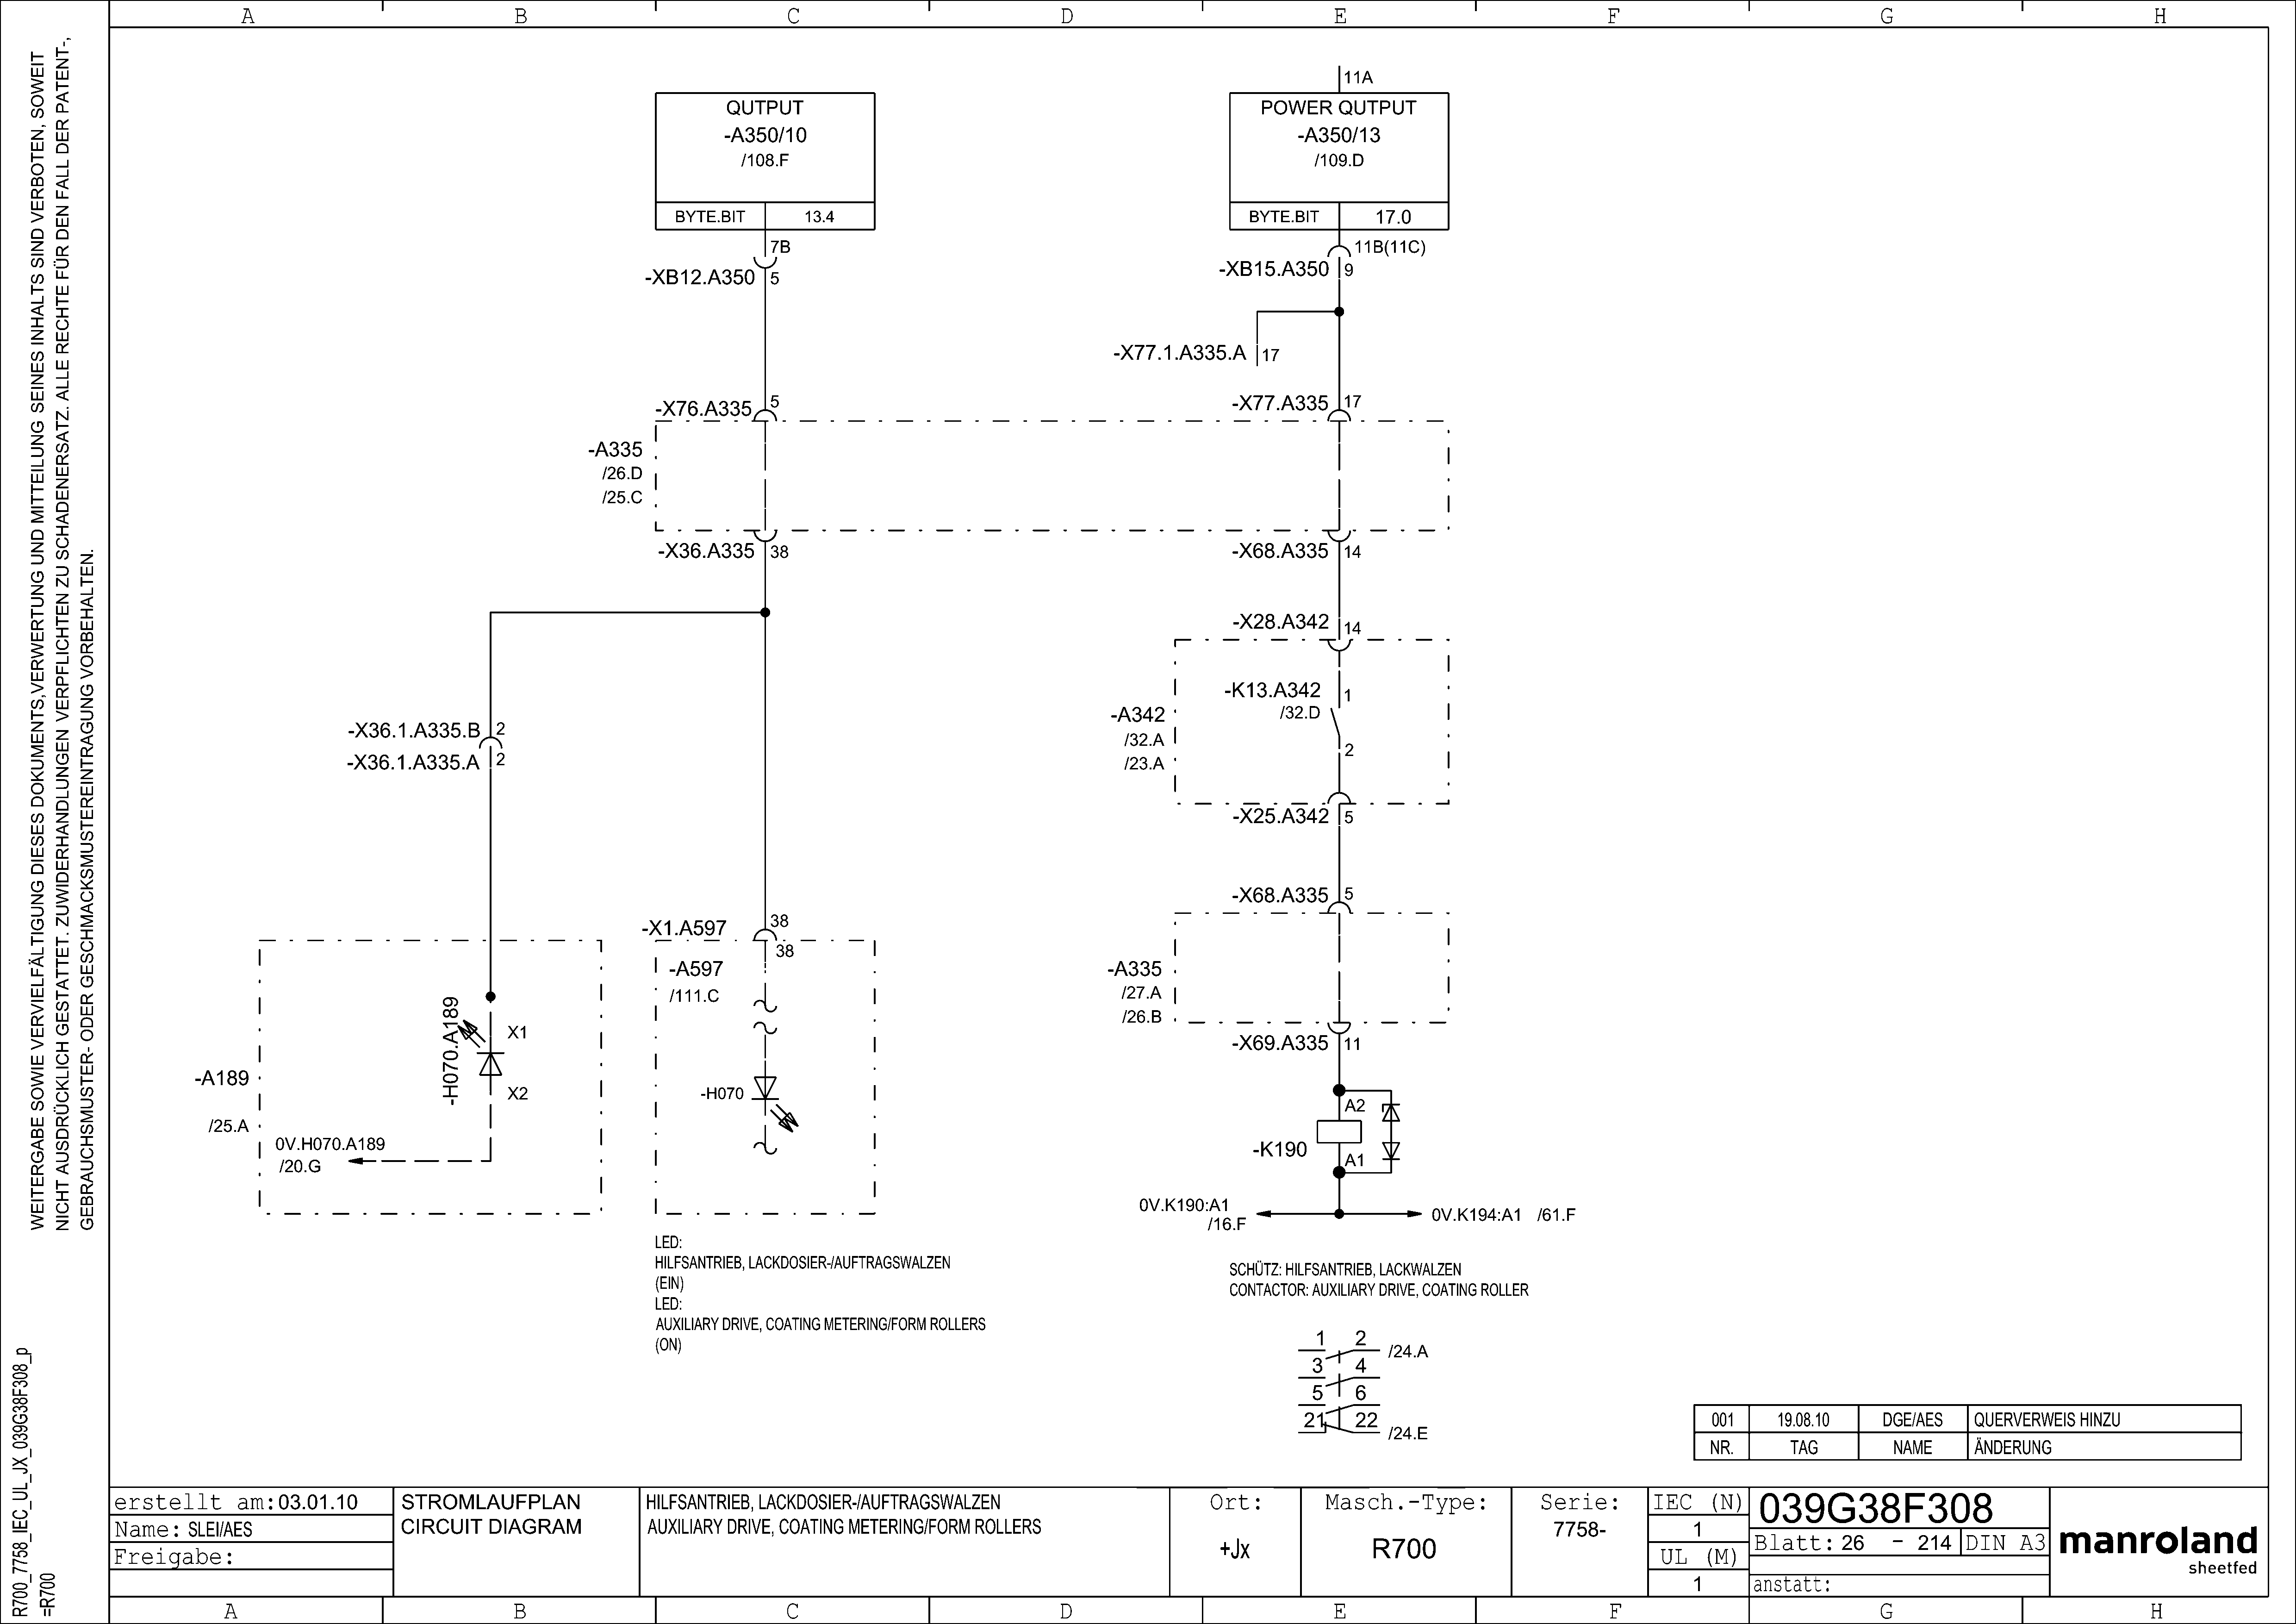 A B C D E F G H
WEITERGABE SOWIE VERVIELFÄLTIGUNG DIESES DOKUMENTS,VERWERTUNG UND MITTEILUNG SEINES INHALTS SIND VERBOTEN, SOWEIT
NICHT AUSDRÜCKLICH GESTATTET. ZUWIDERHANDLUNGEN VERPFLICHTEN ZU SCHADENERSATZ. ALLE RECHTE FÜR DEN FALL DER PATENT-,
GEBRAUCHSMUSTER- ODER GESCHMACKSMUSTEREINTRAGUNG VORBEHALTEN.
R700_7758_IEC_UL_JX_039G38F308_p
=R700
QUTPUT
-A350/10
/108.F
BYTE.BIT 13.4
7B
-XB12.A350 5
-X76.A335 5
-A335
/26.D
/25.C
-X36.A335 38
-X36.1.A335.B 2
-X36.1.A335.A 2
-A189
/25.A
-H070.A189
X1
X2
0V.H070.A189
/20.G
-X1.A597 38
38
-A597
/111.C
-H070
LED:
HILFSANTRIEB, LACKDOSIER-/AUFTRAGSWALZEN
(EIN)
LED:
AUXILIARY DRIVE, COATING METERING/FORM ROLLERS
(ON)
11A
POWER QUTPUT
-A350/13
/109.D
BYTE.BIT 17.0
11B(11C)
-XB15.A350 9
-X77.1.A335.A 17
-X77.A335 17
-X68.A335 14
-X28.A342 14
-K13.A342 1
/32.D
2
-A342
/32.A
/23.A
-X25.A342 5
-X68.A335 5
-A335
/27.A
/26.B
-X69.A335 11
A2
-K190
A1
0V.K190:A1
/16.F
0V.K194:A1 /61.F
SCHÜTZ: HILFSANTRIEB, LACKWALZEN
CONTACTOR: AUXILIARY DRIVE, COATING ROLLER
1 2
/24.A
3 4
5 6
21 22
/24.E
001 19.08.10 DGE/AES QUERVERWEIS HINZU
NR. TAG NAME ÄNDERUNG
erstellt am: 03.01.10
Name: SLEI/AES
Freigabe:
STROMLAUFPLAN
CIRCUIT DIAGRAM
HILFSANTRIEB, LACKDOSIER-/AUFTRAGSWALZEN
AUXILIARY DRIVE, COATING METERING/FORM ROLLERS
Ort:
+Jx
Masch.-Type:
R700
Serie:
7758-
IEC (N)
1
UL (M)
1
039G38F308
Blatt: 26 - 214 DIN A3
anstatt:
manroland
sheetfed
A B C D E F G H